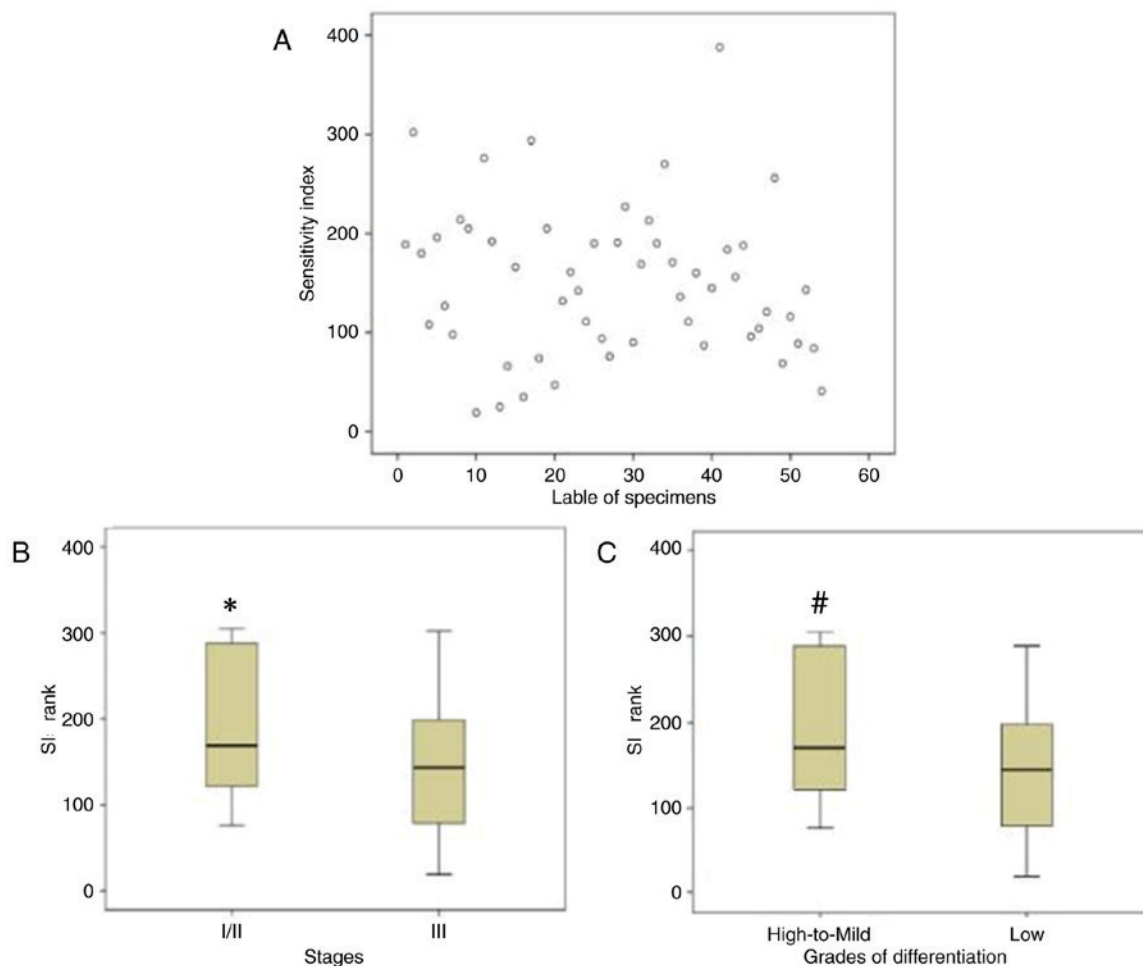 A
400
300
200
100
0
Sensitivity index
0 10 20 30 40 50 60
Lable of specimens
B
*
400
300
200
100
0
SI rank
I/II III
Stages
C
#
400
300
200
100
0
SI rank
High-to-Mild Low
Grades of differentiation